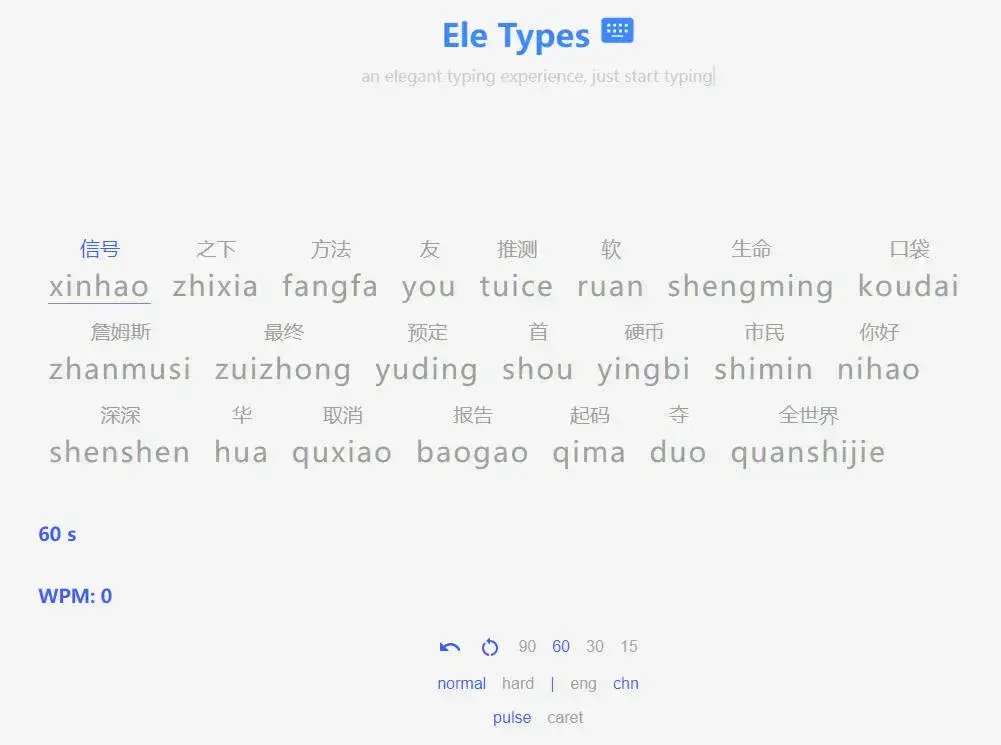 Ele Types
an elegant typing experience, just start typing
信号 之下 方法 友 推测 软 生命 口袋
xinhao zhixia fangfa you tuice ruan shengming koudai
詹姆斯 最终 预定 首 硬币 市民 你好
zhanmusi zuizhong yuding shou yingbi shimin nihao
深深 华 取消 报告 起码 夺 全世界
shenshen hua quxiao baogao qima duo quanshijie
60 s
WPM: 0
90 60 30 15
normal hard | eng chn
pulse caret